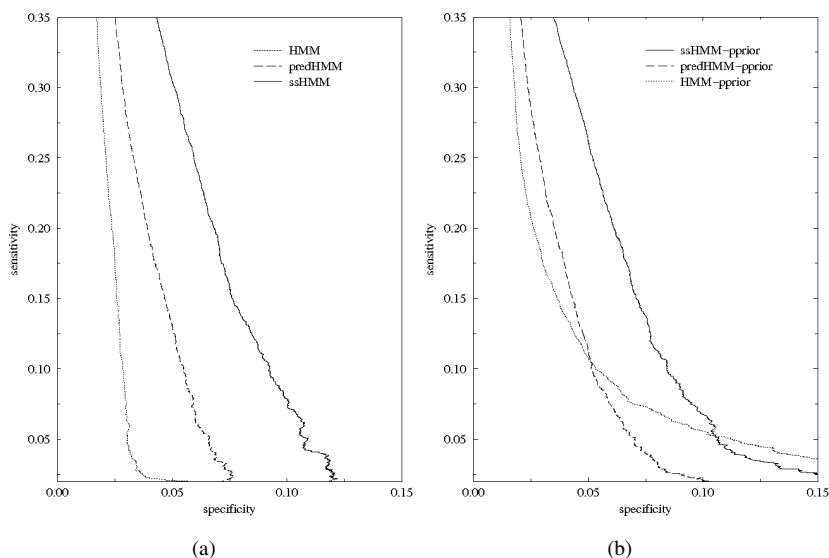 0.35
0.30
0.25
0.20
0.15
0.10
0.05
0.00
0.05
0.10
0.15
sensitivity
specificity
HMM
predHMM
ssHMM
(a)
0.35
0.30
0.25
0.20
0.15
0.10
0.05
0.00
0.05
0.10
0.15
sensitivity
specificity
ssHMM-pprior
predHMM-pprior
HMM-pprior
(b)